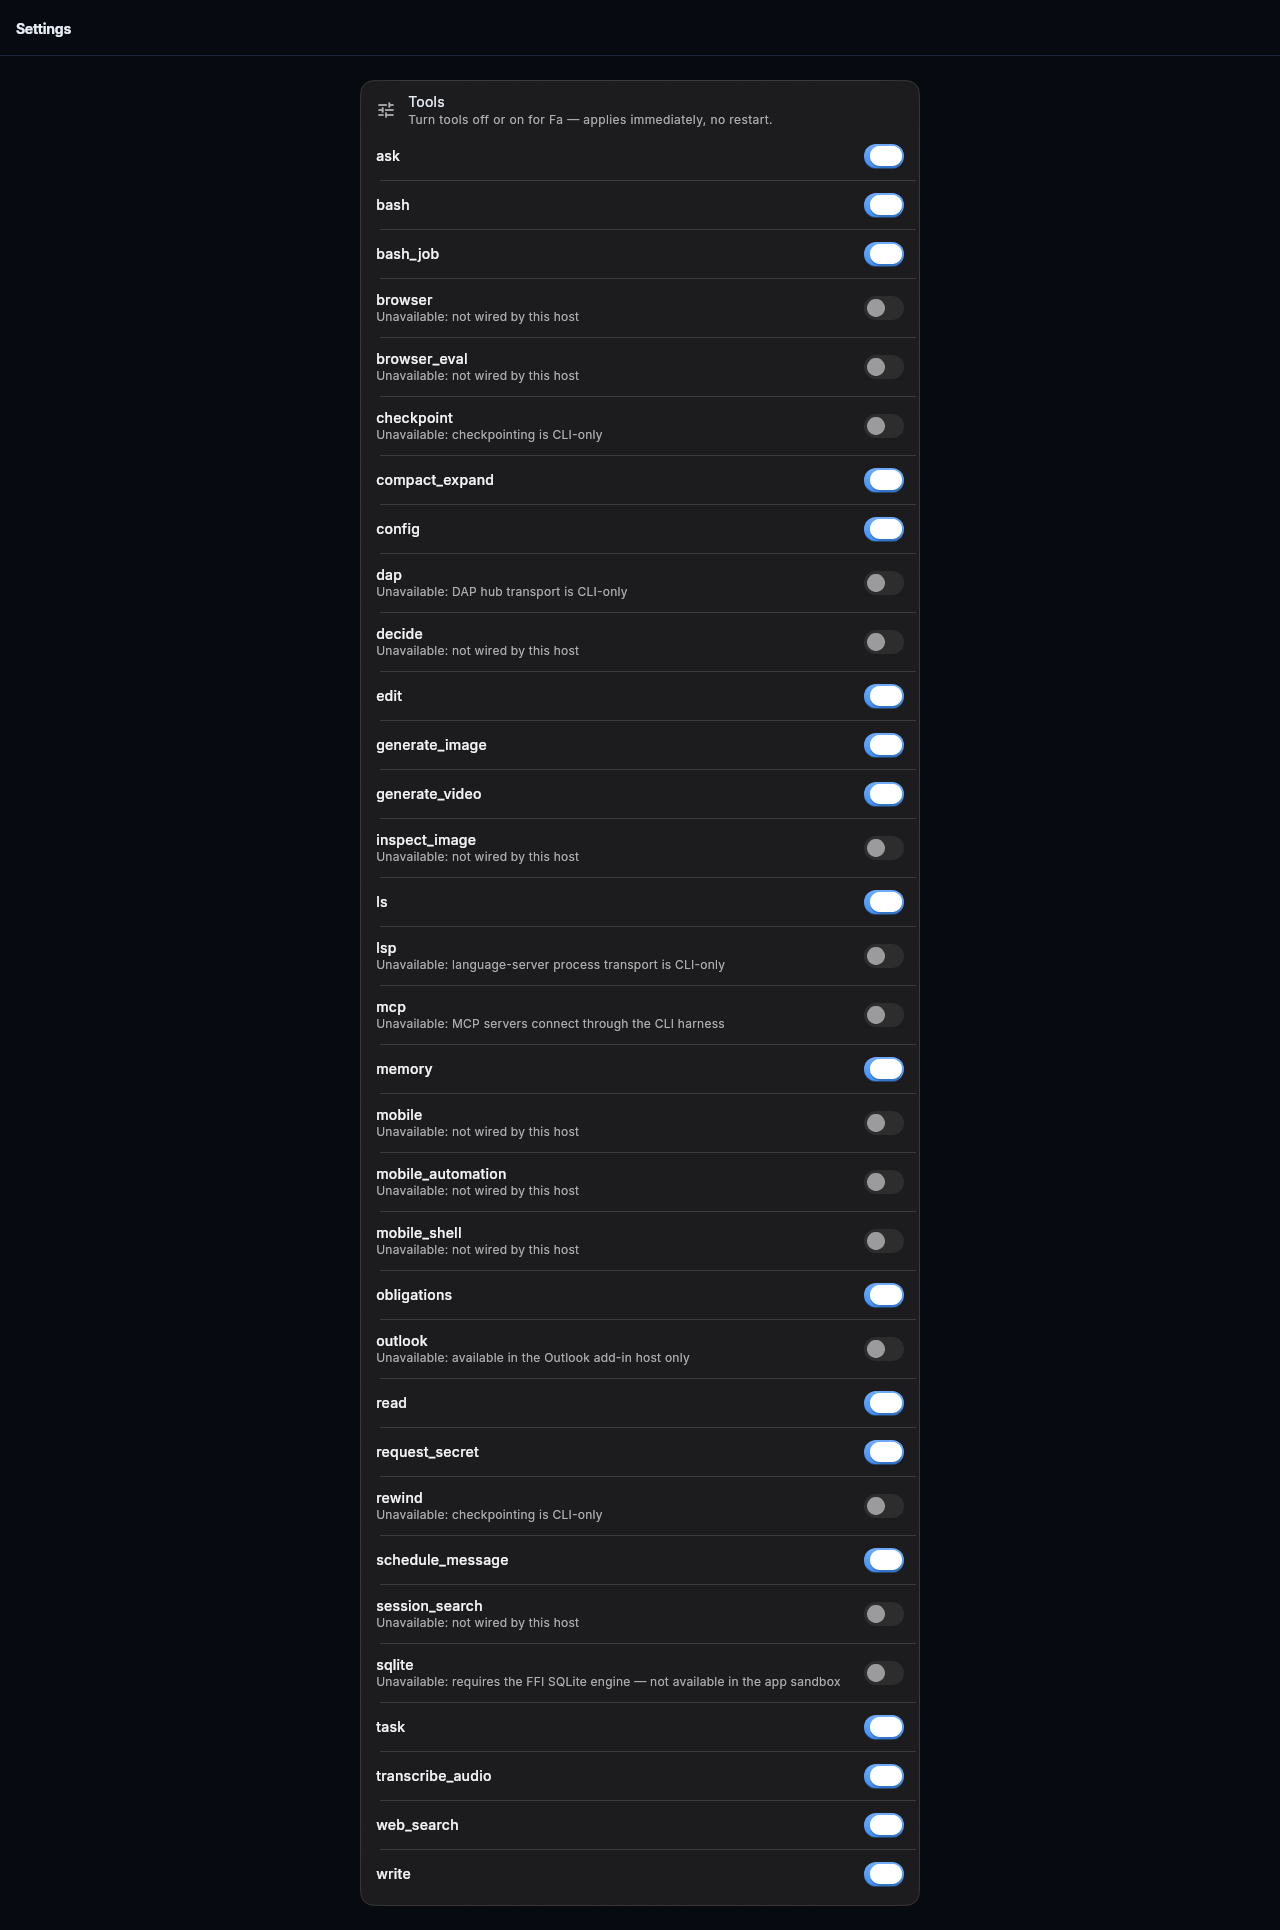 Settings
Tools
Turn tools off or on for Fa — applies immediately, no restart.
ask
bash
bash_job
browser
Unavailable: not wired by this host
browser_eval
Unavailable: not wired by this host
checkpoint
Unavailable: checkpointing is CLI-only
compact_expand
config
dap
Unavailable: DAP hub transport is CLI-only
decide
Unavailable: not wired by this host
edit
generate_image
generate_video
inspect_image
Unavailable: not wired by this host
ls
lsp
Unavailable: language-server process transport is CLI-only
mcp
Unavailable: MCP servers connect through the CLI harness
memory
mobile
Unavailable: not wired by this host
mobile_automation
Unavailable: not wired by this host
mobile_shell
Unavailable: not wired by this host
obligations
outlook
Unavailable: available in the Outlook add-in host only
read
request_secret
rewind
Unavailable: checkpointing is CLI-only
schedule_message
session_search
Unavailable: not wired by this host
sqlite
Unavailable: requires the FFI SQLite engine — not available in the app sandbox
task
transcribe_audio
web_search
write